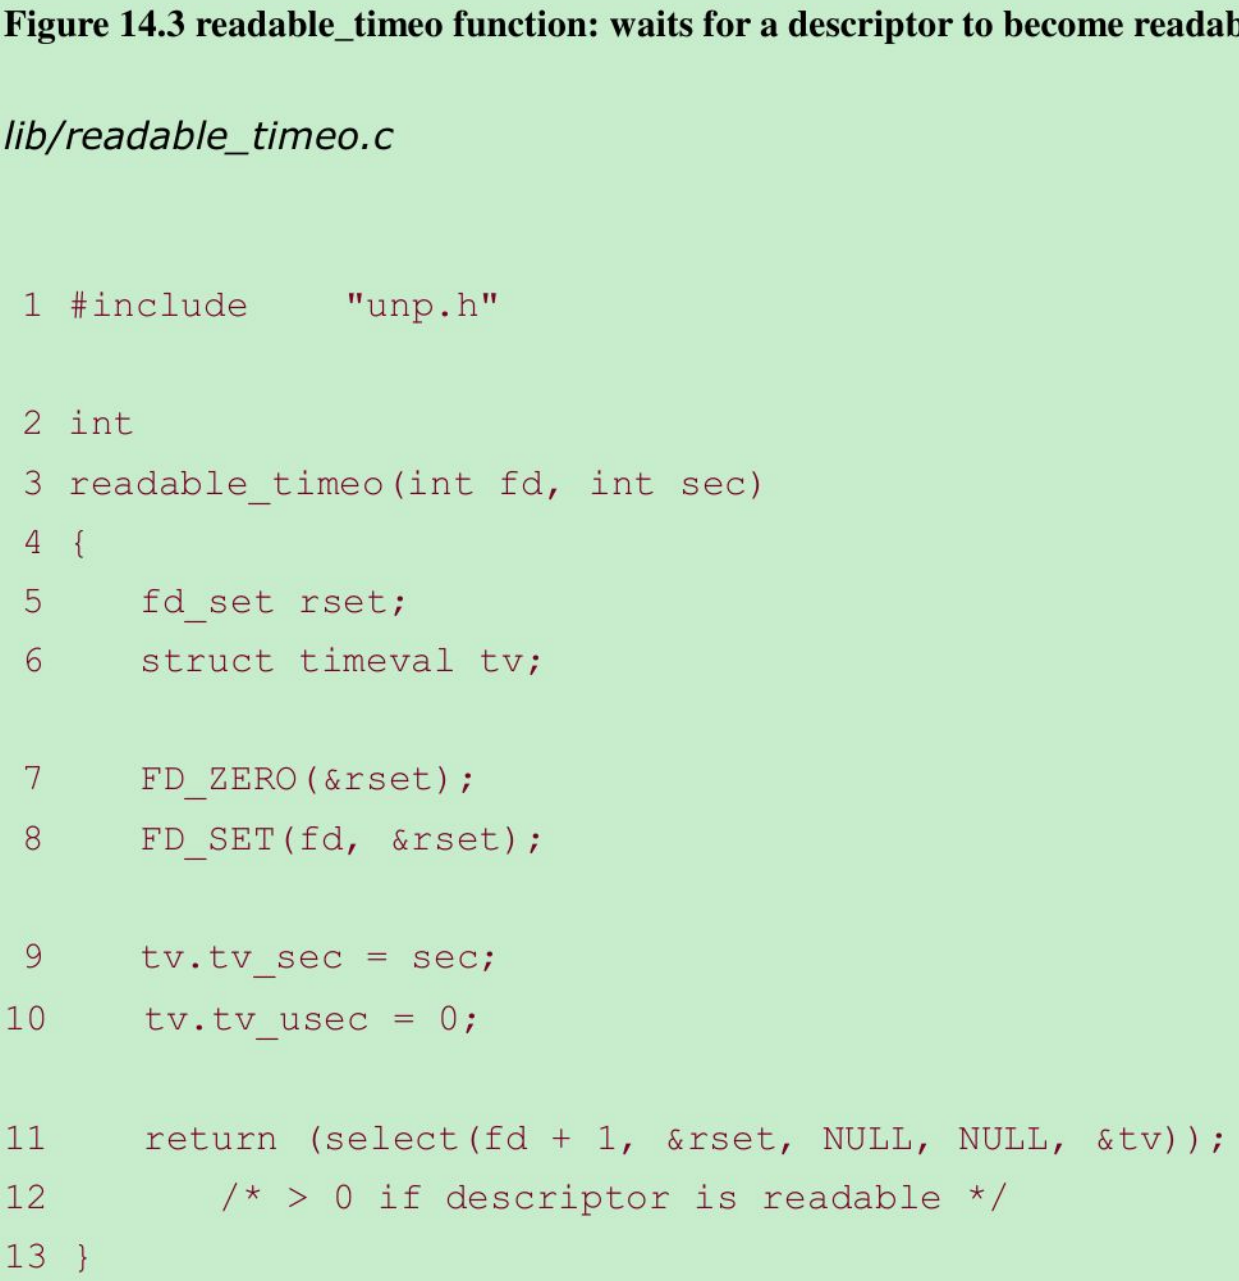 Figure 14.3 readable_timeo function: waits for a descriptor to become readab
lib/readable_timeo.c
1 #include "unp.h"
2 int
3 readable_timeo(int fd, int sec)
4 {
5 fd_set rset;
6 struct timeval tv;
7 FD_ZERO(&rset);
8 FD_SET(fd, &rset);
9 tv.tv_sec = sec;
10 tv.tv_usec = 0;
11 return (select(fd + 1, &rset, NULL, NULL, &tv));
12 /* > 0 if descriptor is readable */
13 }